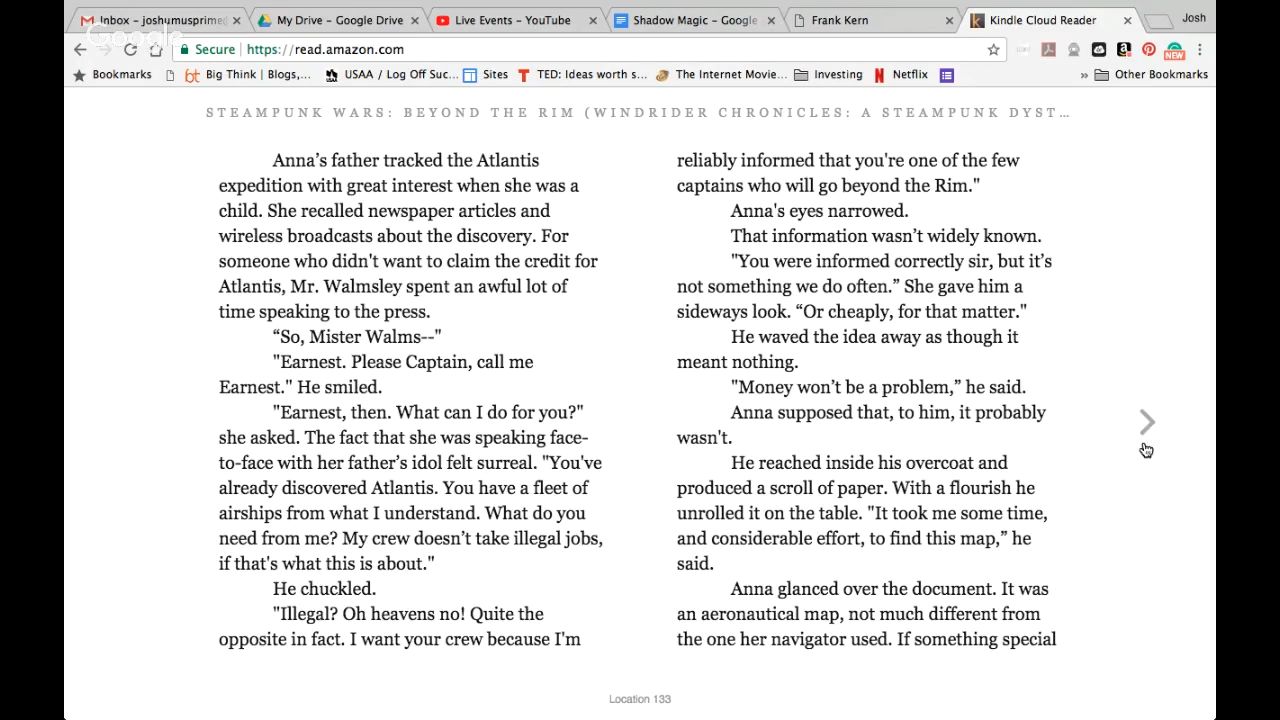 Inbox – joshumusprime@
My Drive – Google Drive
Live Events – YouTube
Shadow Magic – Google
Frank Kern
Kindle Cloud Reader
Josh
Google
Secure
https://read.amazon.com
NEW
Bookmarks
bt
Big Think | Blogs,...
USAA / Log Off Suc...
Sites
TED: Ideas worth s...
The Internet Movie...
Investing
Netflix
» Other Bookmarks
STEAMPUNK WARS: BEYOND THE RIM (WINDRIDER CHRONICLES: A STEAMPUNK DYST...
Anna’s father tracked the Atlantis
expedition with great interest when she was a
child. She recalled newspaper articles and
wireless broadcasts about the discovery. For
someone who didn't want to claim the credit for
Atlantis, Mr. Walmsley spent an awful lot of
time speaking to the press.
“So, Mister Walms--"
"Earnest. Please Captain, call me
Earnest." He smiled.
"Earnest, then. What can I do for you?"
she asked. The fact that she was speaking face-
to-face with her father’s idol felt surreal. "You've
already discovered Atlantis. You have a fleet of
airships from what I understand. What do you
need from me? My crew doesn’t take illegal jobs,
if that's what this is about."
He chuckled.
"Illegal? Oh heavens no! Quite the
opposite in fact. I want your crew because I'm
reliably informed that you're one of the few
captains who will go beyond the Rim."
Anna's eyes narrowed.
That information wasn’t widely known.
"You were informed correctly sir, but it’s
not something we do often.” She gave him a
sideways look. “Or cheaply, for that matter."
He waved the idea away as though it
meant nothing.
"Money won’t be a problem,” he said.
Anna supposed that, to him, it probably
wasn't.
He reached inside his overcoat and
produced a scroll of paper. With a flourish he
unrolled it on the table. "It took me some time,
and considerable effort, to find this map,” he
said.
Anna glanced over the document. It was
an aeronautical map, not much different from
the one her navigator used. If something special
Location 133